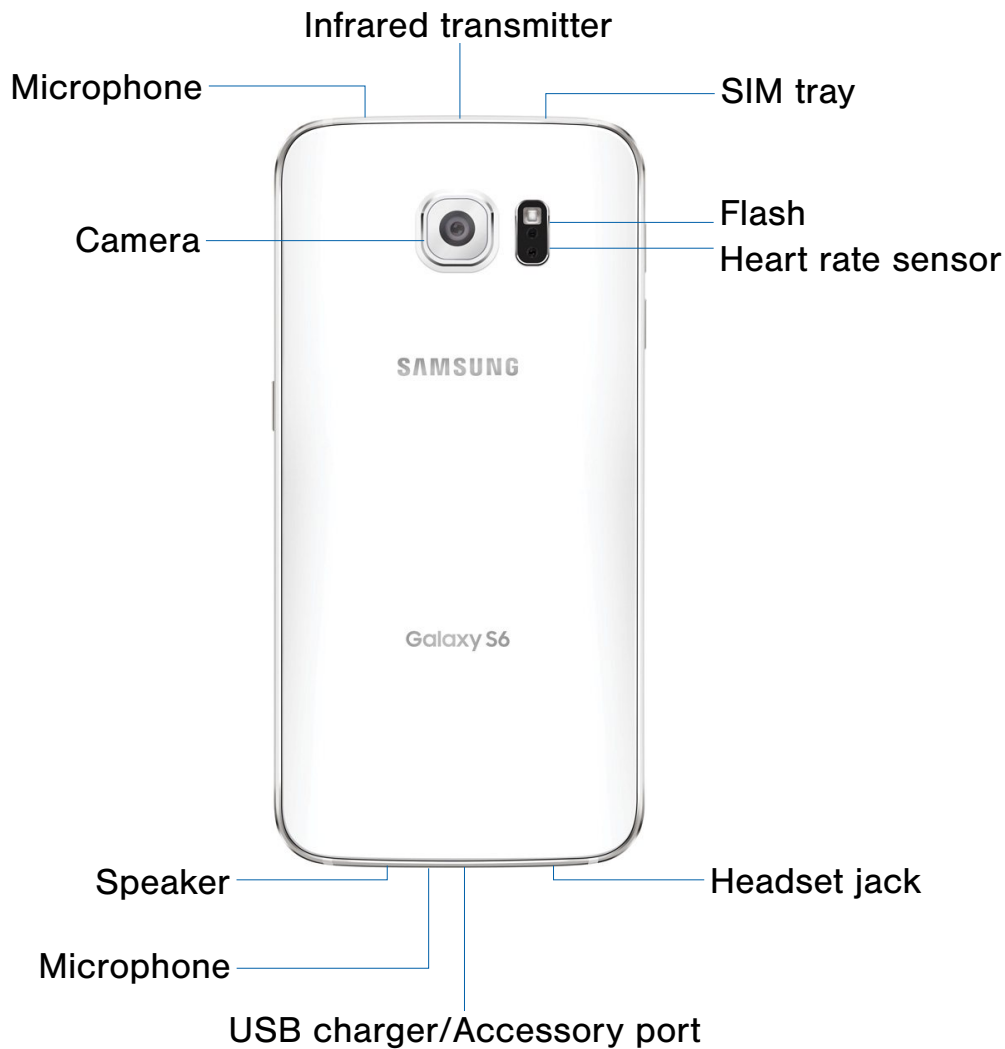 Infrared transmitter
Microphone
SIM tray
Flash
Camera
Heart rate sensor
SAMSUNG
Galaxy S6
Speaker
Headset jack
Microphone
USB charger/Accessory port